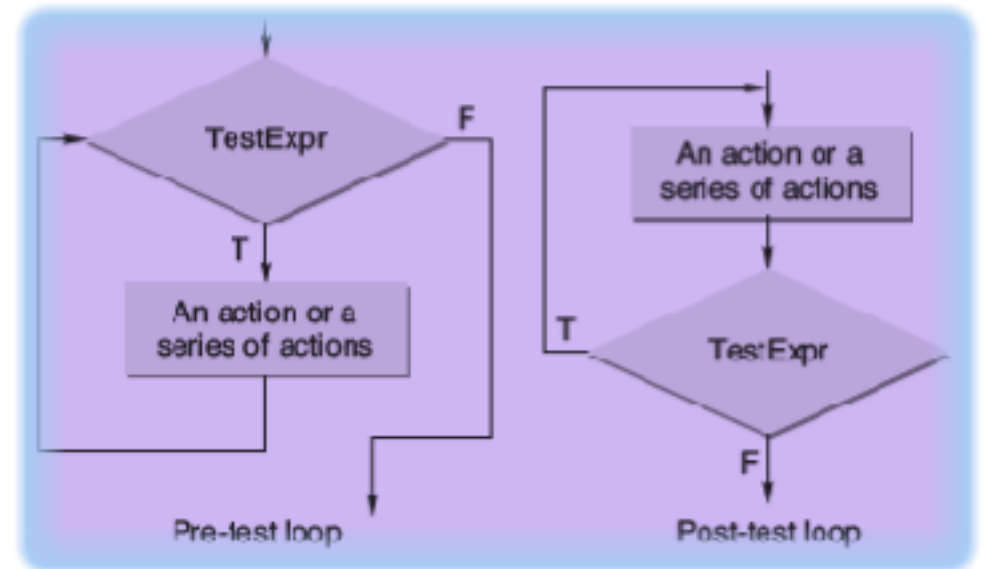 TestExpr
F
T
An action or a
series of actions
Pre-test loop
An action or a
series of actions
T
TestExpr
F
Post-test loop